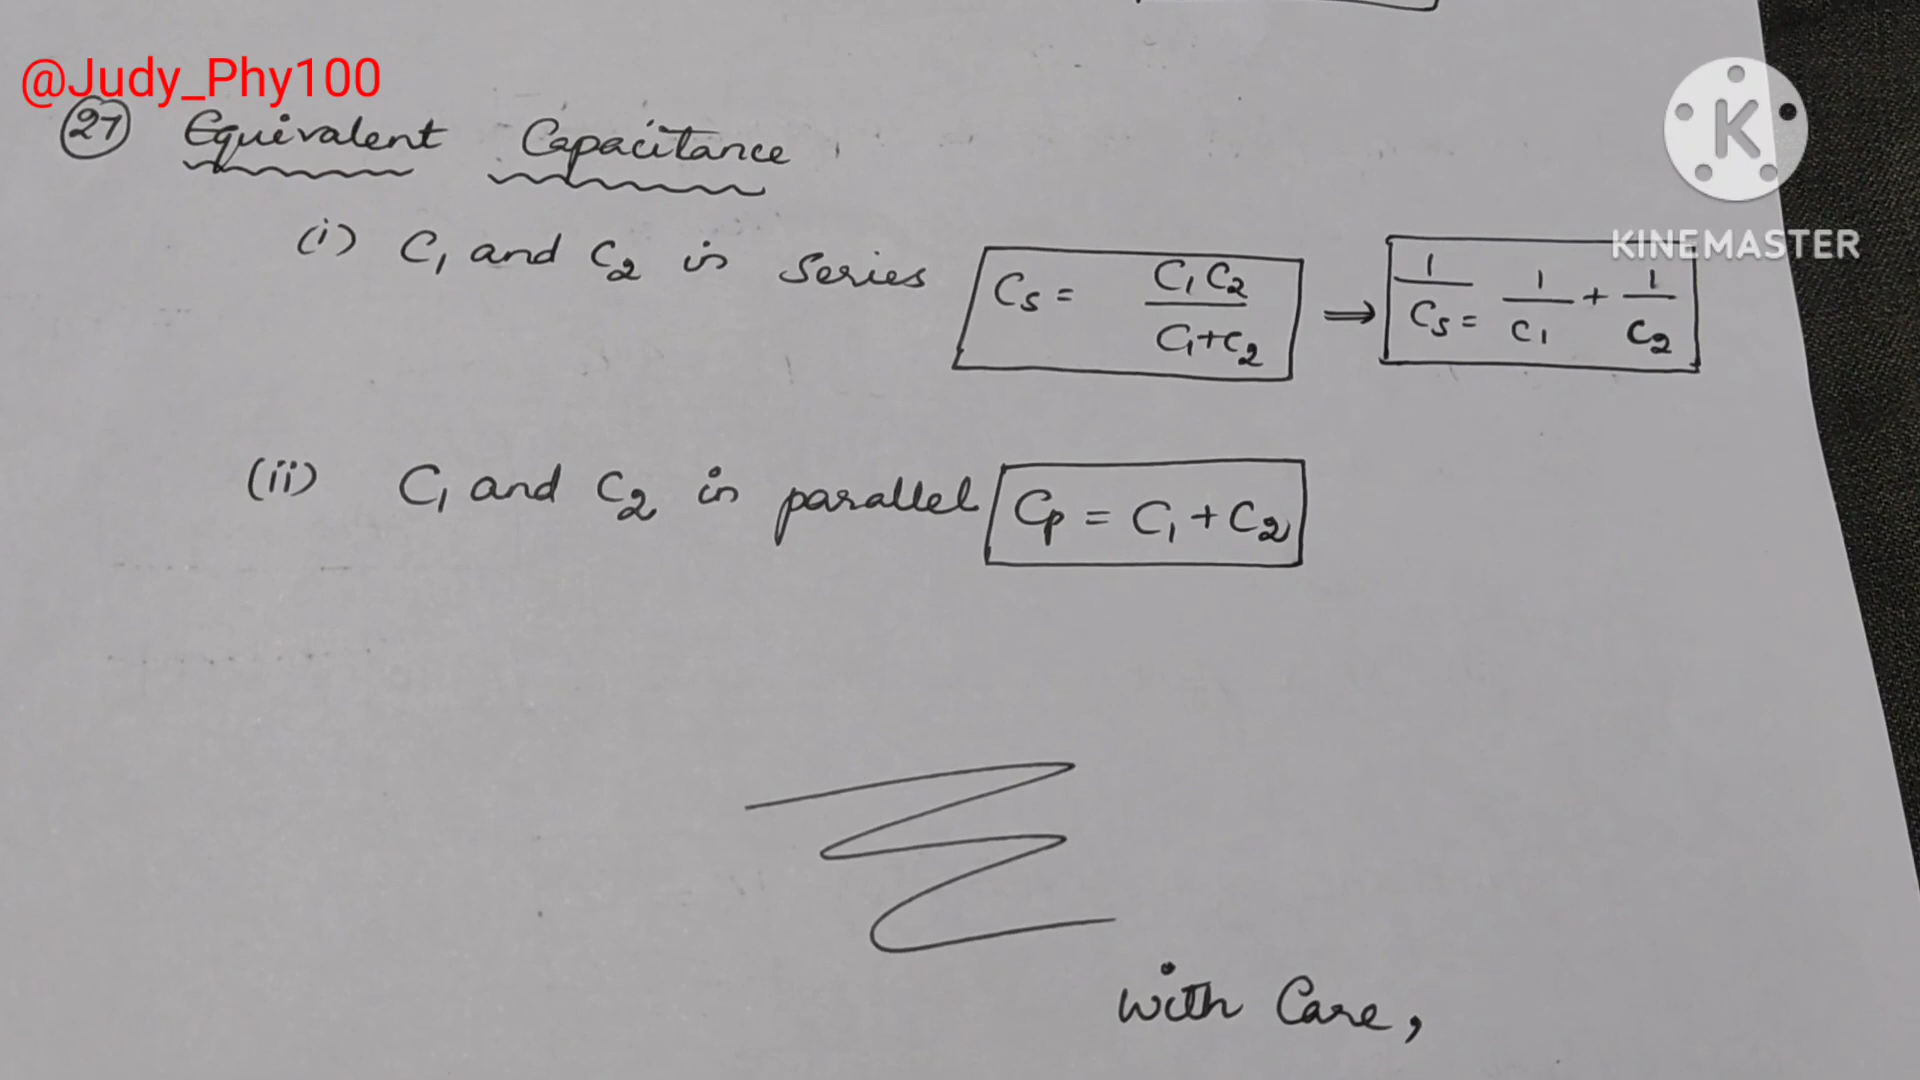 @Judy_Phy100
K
KINEMASTER
27 Equivalent Capacitance
(i) C₁ and C₂ in series Cs = C₁C₂/C₁+C₂ ⟹ 1/Cs = 1/C₁ + 1/C₂
(ii) C₁ and C₂ in parallel Cp = C₁ + C₂
with Care,